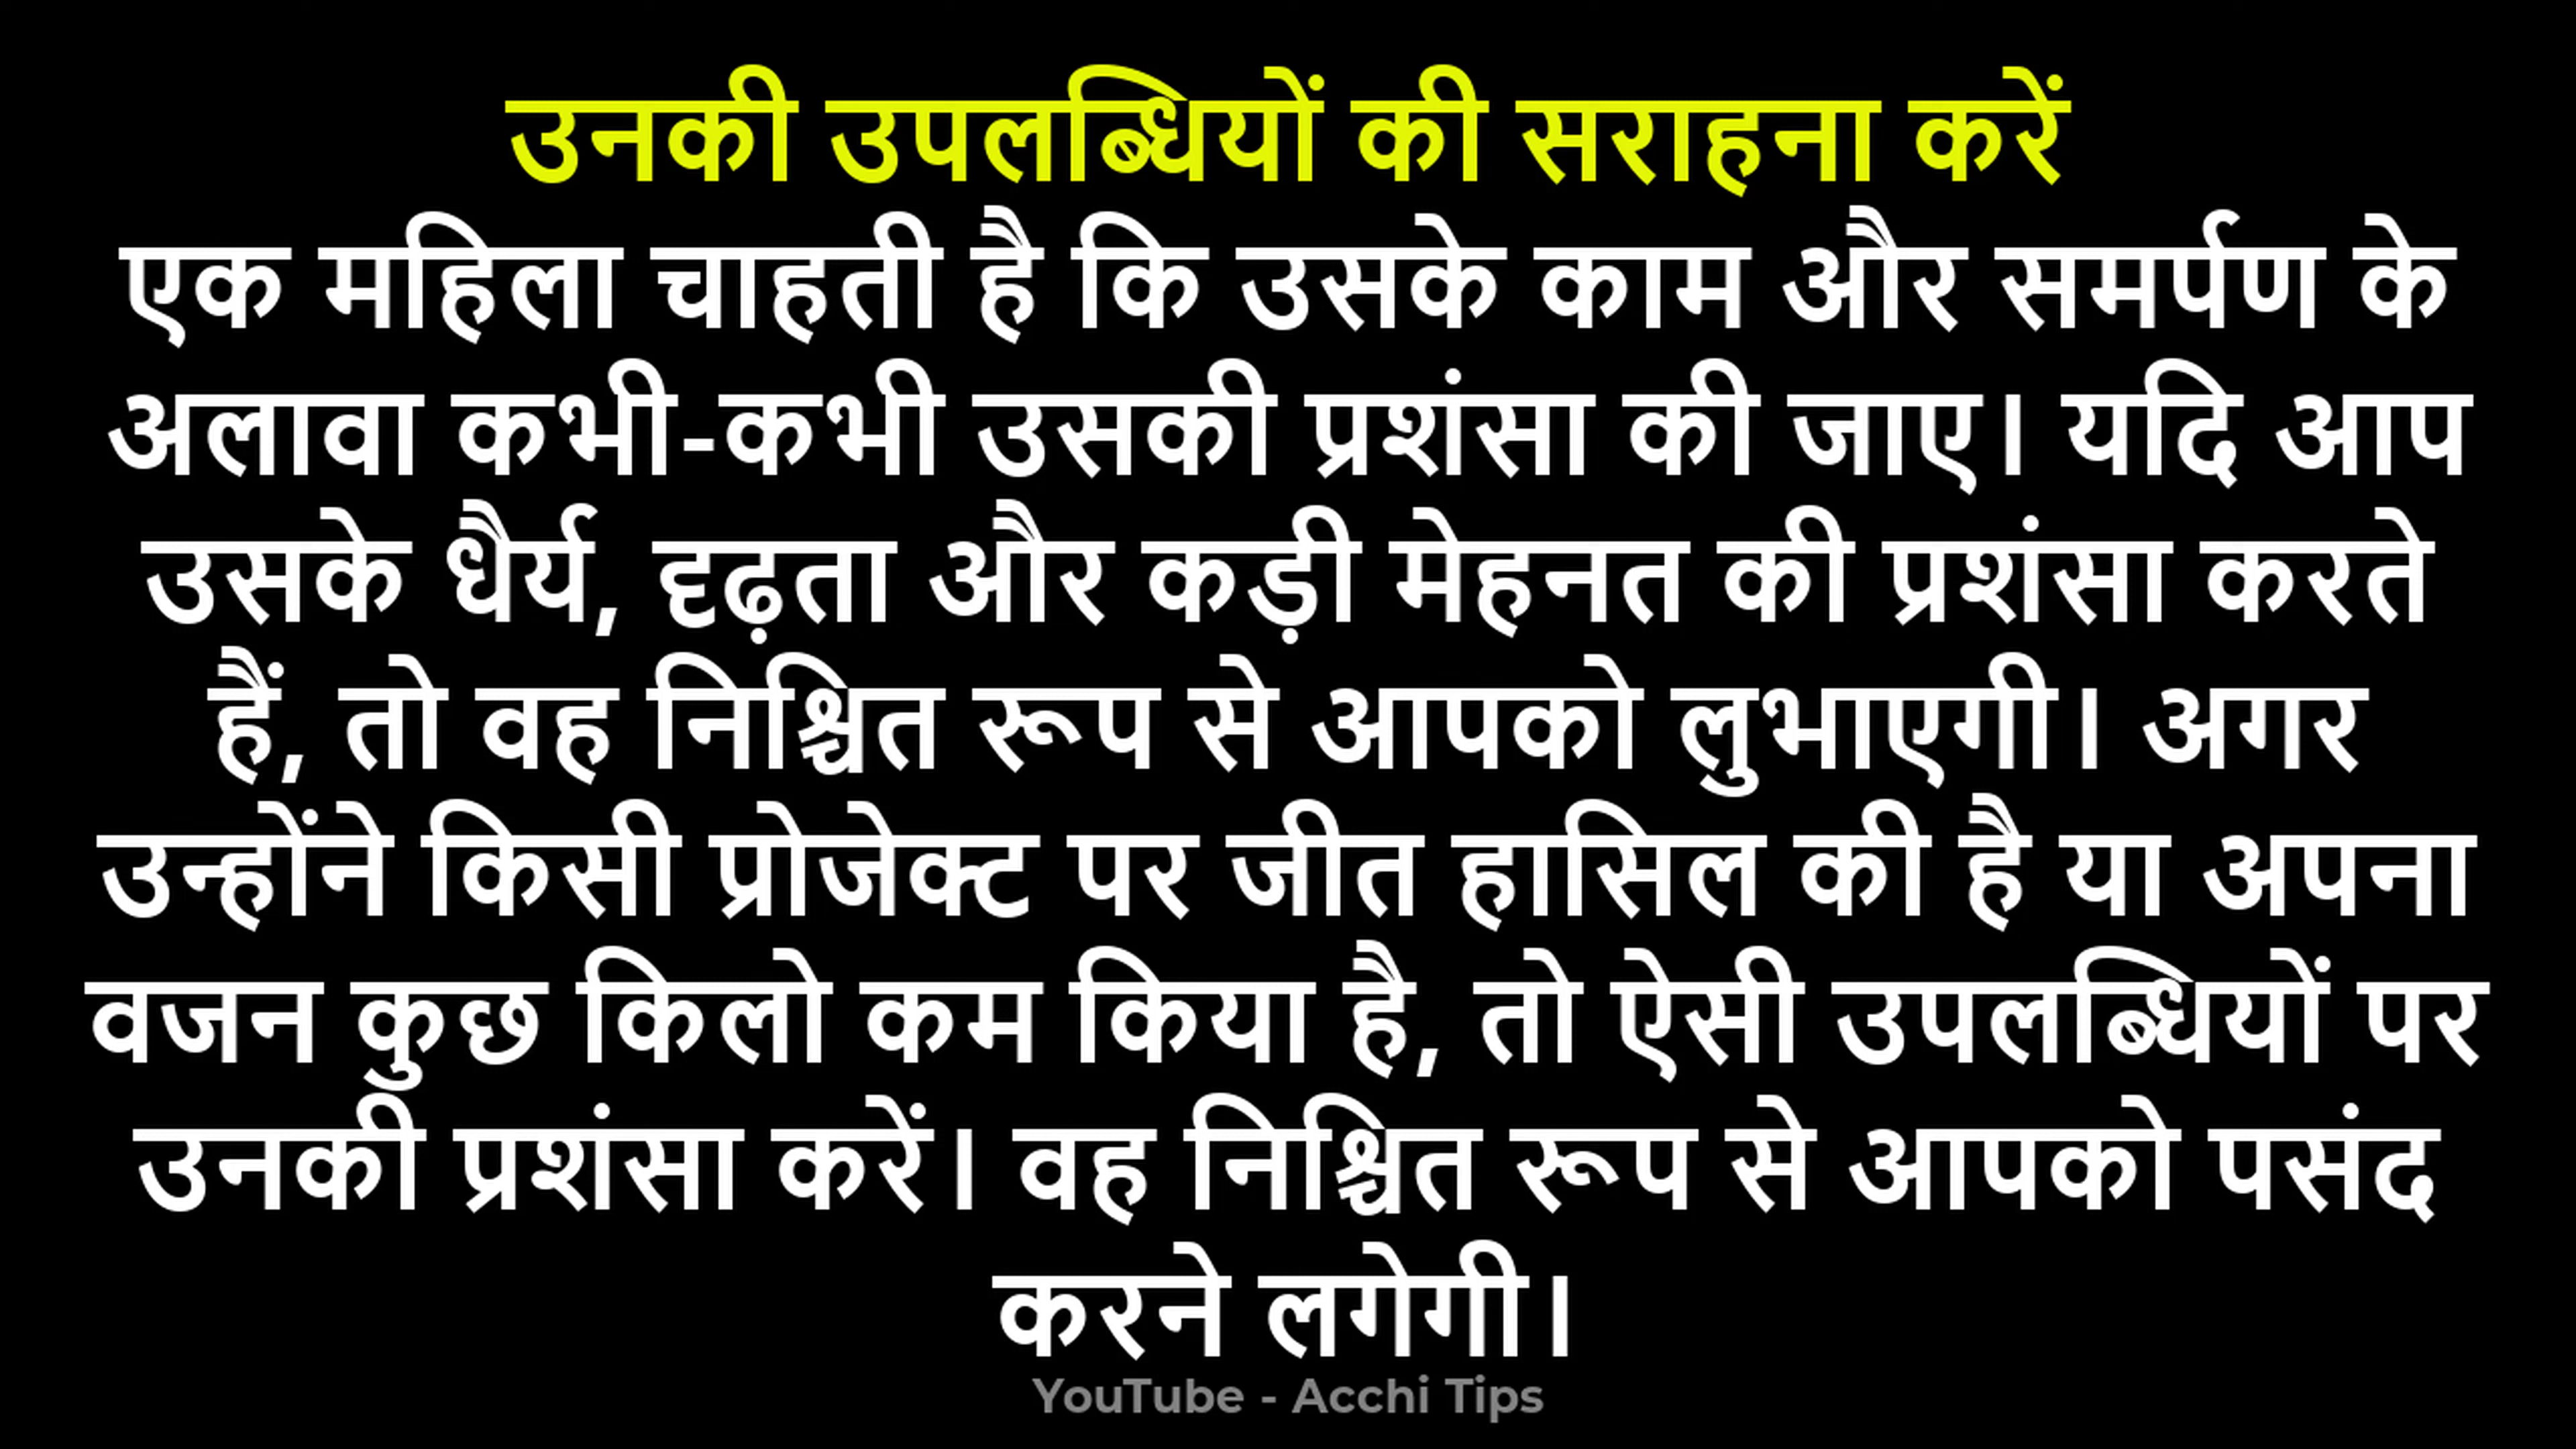 उनकी उपलब्धियों की सराहना करें
एक महिला चाहती है कि उसके काम और समर्पण के
अलावा कभी-कभी उसकी प्रशंसा की जाए। यदि आप
उसके धैर्य, दृढ़ता और कड़ी मेहनत की प्रशंसा करते
हैं, तो वह निश्चित रूप से आपको लुभाएगी। अगर
उन्होंने किसी प्रोजेक्ट पर जीत हासिल की है या अपना
वजन कुछ किलो कम किया है, तो ऐसी उपलब्धियों पर
उनकी प्रशंसा करें। वह निश्चित रूप से आपको पसंद
करने लगेगी।
YouTube - Acchi Tips